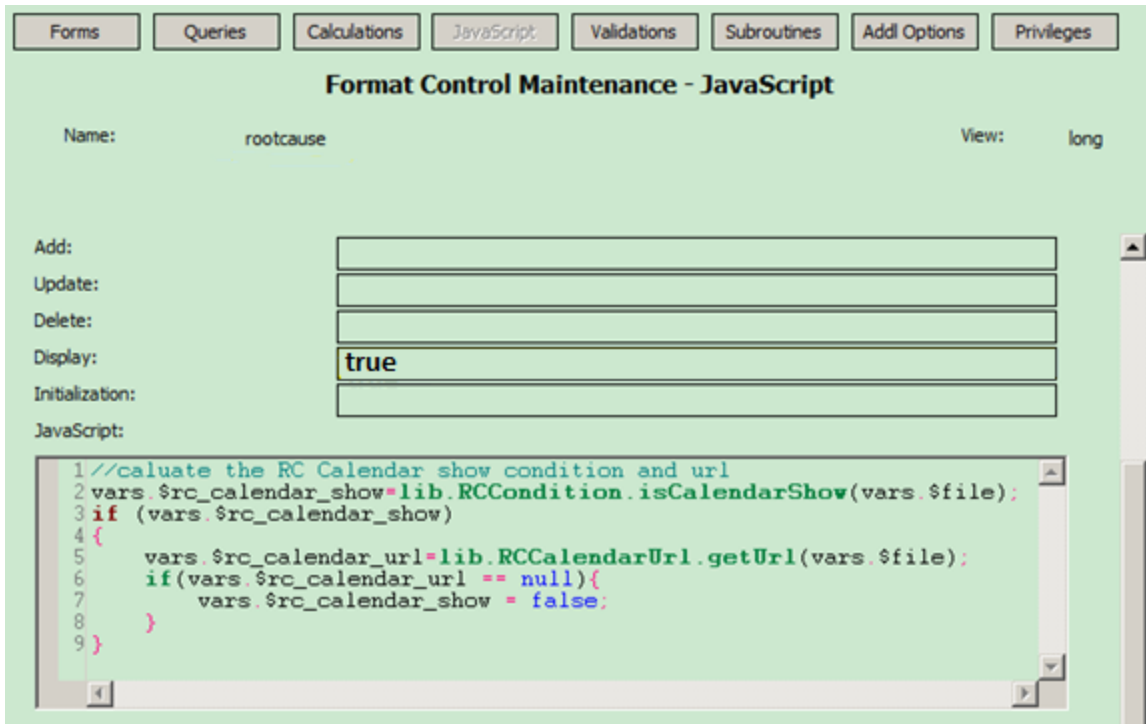 Forms Queries Calculations JavaScript Validations Subroutines Addl Options Privileges
Format Control Maintenance - JavaScript
Name: rootcause View: long
Add:
Update:
Delete:
Display: true
Initialization:
JavaScript:
1 //caluate the RC Calendar show condition and url
2 vars.$rc_calendar_show=lib.RCCondition.isCalendarShow(vars.$file);
3 if (vars.$rc_calendar_show)
4 {
5     vars.$rc_calendar_url=lib.RCCalendarUrl.getUrl(vars.$file);
6     if(vars.$rc_calendar_url == null){
7         vars.$rc_calendar_show = false;
8     }
9 }